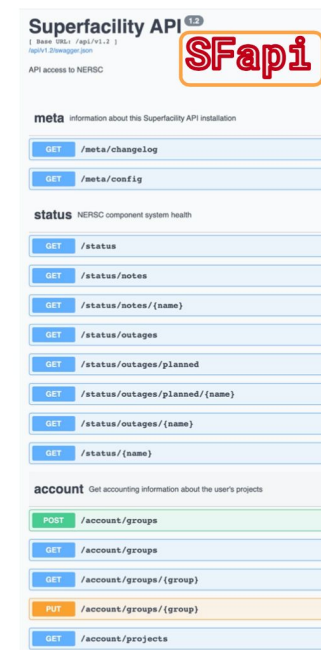 Superfacility API 1.2
SFapi
[ Base URL: /api/v1.2 ]
/api/v1.2/swagger.json
API access to NERSC
meta information about this Superfacility API installation
GET /meta/changelog
GET /meta/config
status NERSC component system health
GET /status
GET /status/notes
GET /status/notes/{name}
GET /status/outages
GET /status/outages/planned
GET /status/outages/planned/{name}
GET /status/outages/{name}
GET /status/{name}
account Get accounting information about the user's projects
POST /account/groups
GET /account/groups
GET /account/groups/{group}
PUT /account/groups/{group}
GET /account/projects